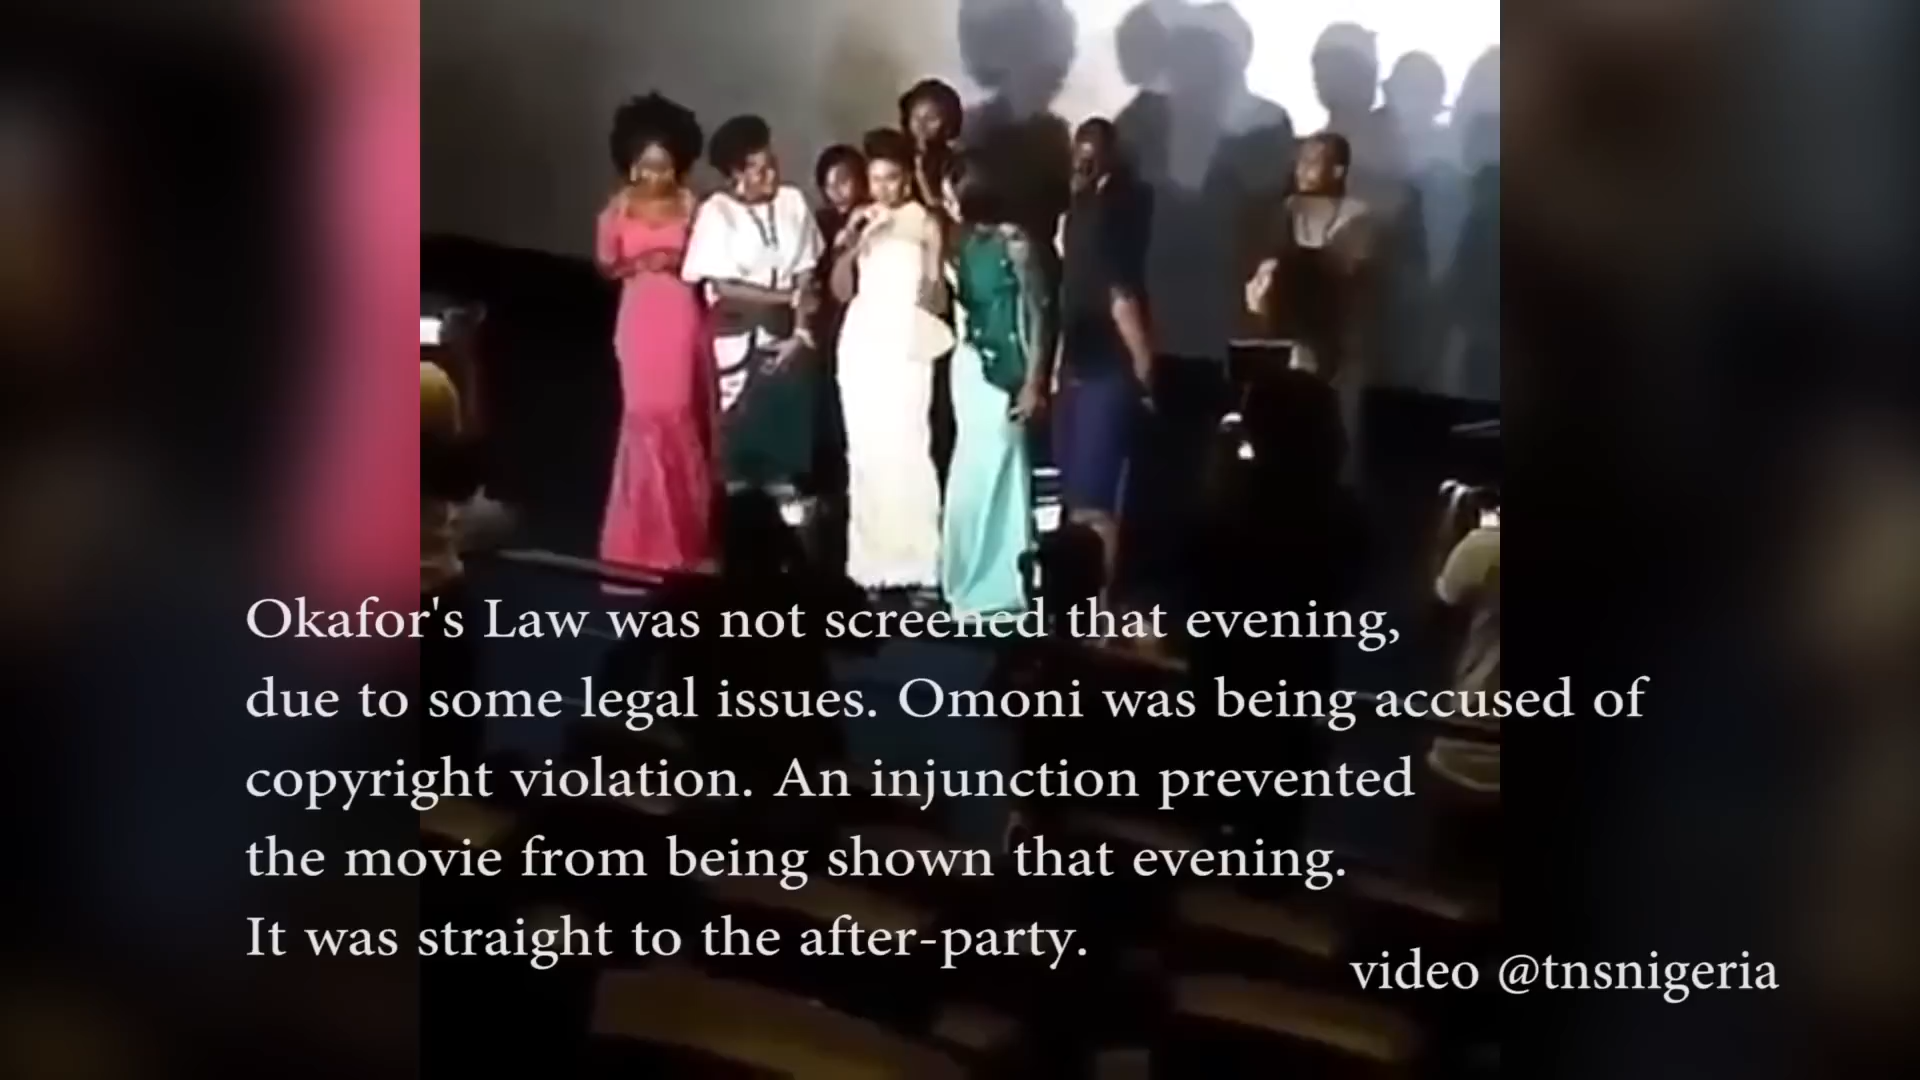 Okafor's Law was not screened that evening,
due to some legal issues. Omoni was being accused of
copyright violation. An injunction prevented
the movie from being shown that evening.
It was straight to the after-party.
video @tnsnigeria